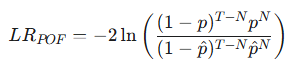 LR_{POF} = -2 \ln \left( \frac{(1 - p)^{T-N} p^N}{(1 - \hat{p})^{T-N} \hat{p}^N} \right)